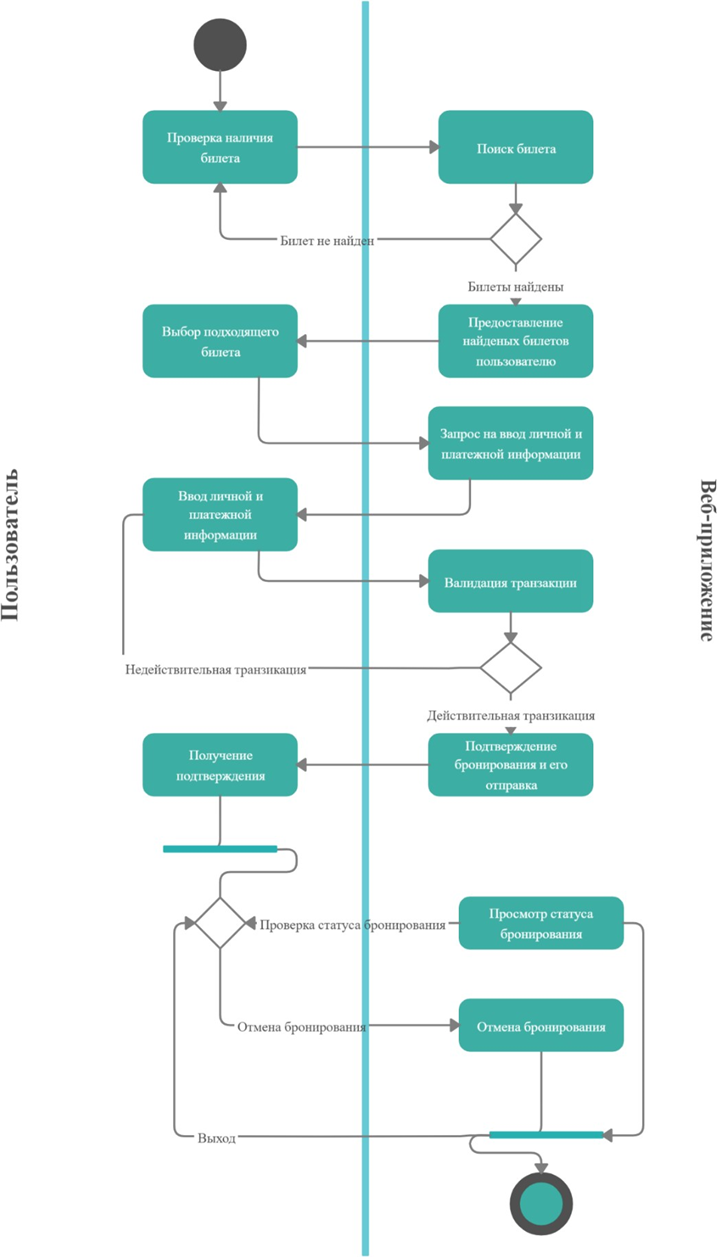 Проверка наличия
билета
Поиск билета
Билет не найден
Билеты найдены
Выбор подходящего
билета
Предоставление
найденых билетов
пользователю
Запрос на ввод личной и
платежной информации
Пользователь
Веб-приложение
Ввод личной и
платежной
информации
Валидация транзакции
Недействительная транзикация
Действительная транзикация
Получение
подтверждения
Подтверждение
бронирования и его
отправка
Проверка статуса бронирования
Просмотр статуса
бронирования
Отмена бронирования
Отмена бронирования
Выход